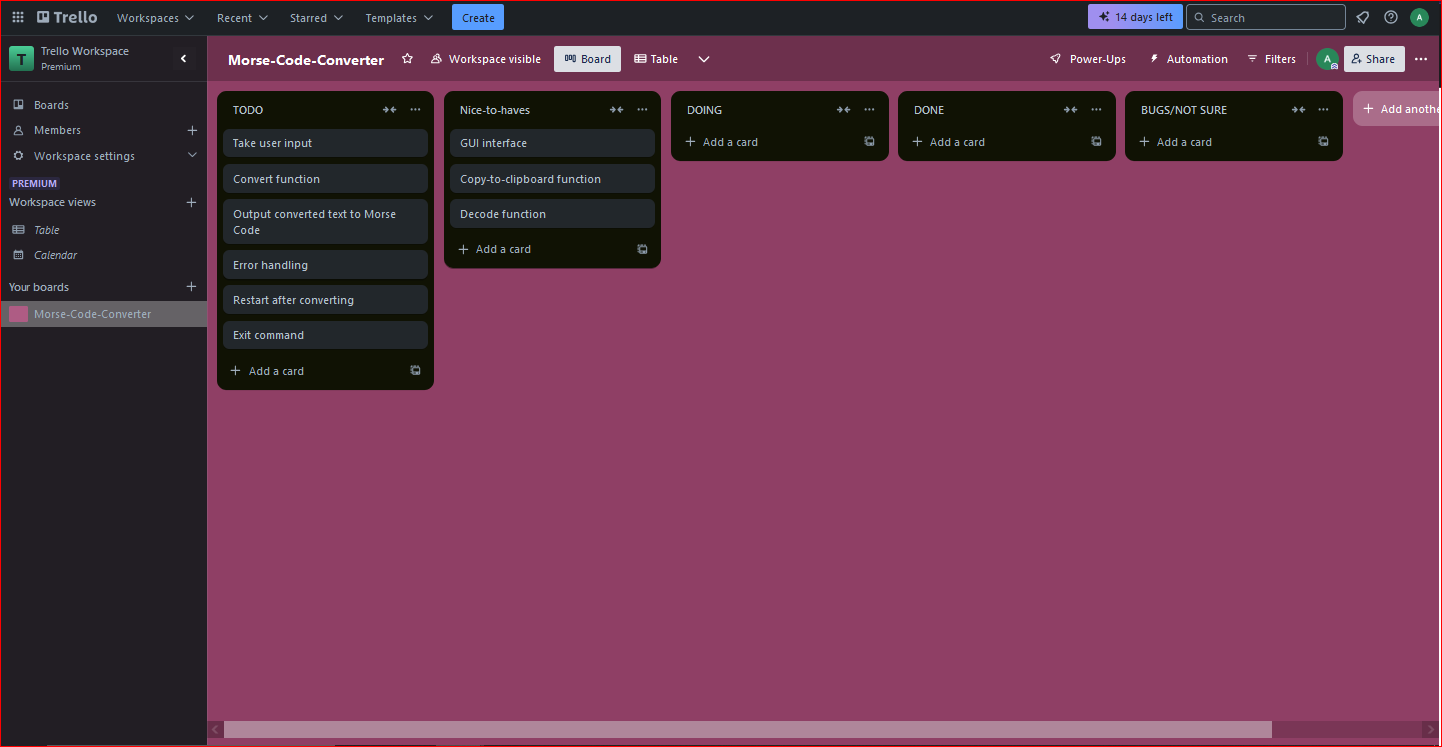 Trello
Workspaces
Recent
Starred
Templates
Create
14 days left
Search
A
T
Trello Workspace
Premium
Boards
Members
Workspace settings
PREMIUM
Workspace views
Table
Calendar
Your boards
Morse-Code-Converter
Morse-Code-Converter
Workspace visible
Board
Table
Power-Ups
Automation
Filters
A
Share
TODO
Take user input
Convert function
Output converted text to Morse
Code
Error handling
Restart after converting
Exit command
Add a card
Nice-to-haves
GUI interface
Copy-to-clipboard function
Decode function
Add a card
DOING
Add a card
DONE
Add a card
BUGS/NOT SURE
Add a card
Add anothe